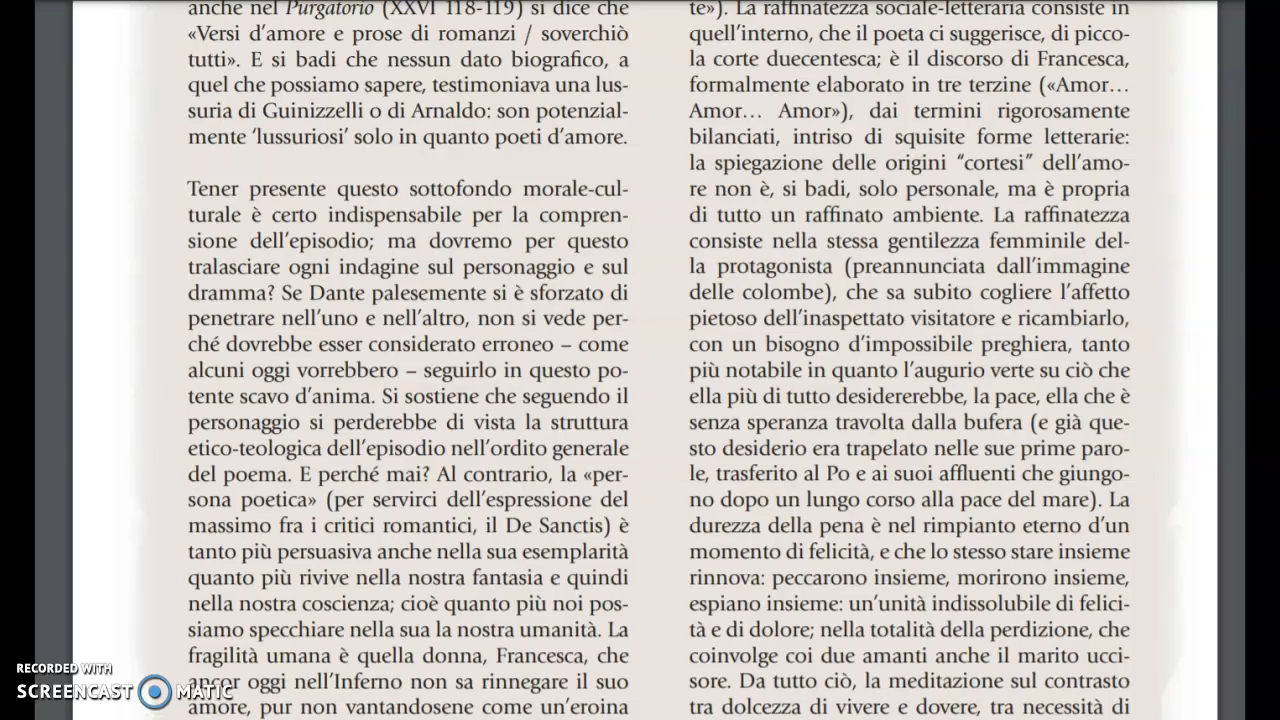 anche nel Purgatorio (XXVI 118-119) si dice che
«Versi d’amore e prose di romanzi / soverchiò
tutti». E si badi che nessun dato biografico, a
quel che possiamo sapere, testimoniava una lus-
suria di Guinizzelli o di Arnaldo: son potenzial-
mente ‘lussuriosi’ solo in quanto poeti d’amore.
Tener presente questo sottofondo morale-cul-
turale è certo indispensabile per la compren-
sione dell’episodio; ma dovremo per questo
tralasciare ogni indagine sul personaggio e sul
dramma? Se Dante palesemente si è sforzato di
penetrare nell’uno e nell’altro, non si vede per-
ché dovrebbe esser considerato erroneo – come
alcuni oggi vorrebbero – seguirlo in questo po-
tente scavo d’anima. Si sostiene che seguendo il
personaggio si perderebbe di vista la struttura
etico-teologica dell’episodio nell’ordito generale
del poema. E perché mai? Al contrario, la «per-
sona poetica» (per servirci dell’espressione del
massimo fra i critici romantici, il De Sanctis) è
tanto più persuasiva anche nella sua esemplarità
quanto più rivive nella nostra fantasia e quindi
nella nostra coscienza; cioè quanto più noi pos-
siamo specchiare nella sua la nostra umanità. La
fragilità umana è quella donna, Francesca, che
ancor oggi nell’Inferno non sa rinnegare il suo
amore, pur non vantandosene come un’eroina
te»). La raffinatezza sociale-letteraria consiste in
quell’interno, che il poeta ci suggerisce, di picco-
la corte duecentesca; è il discorso di Francesca,
formalmente elaborato in tre terzine («Amor…
Amor… Amor»), dai termini rigorosamente
bilanciati, intriso di squisite forme letterarie:
la spiegazione delle origini “cortesi” dell’amo-
re non è, si badi, solo personale, ma è propria
di tutto un raffinato ambiente. La raffinatezza
consiste nella stessa gentilezza femminile del-
la protagonista (preannunciata dall’immagine
delle colombe), che sa subito cogliere l’affetto
pietoso dell’inaspettato visitatore e ricambiarlo,
con un bisogno d’impossibile preghiera, tanto
più notabile in quanto l’augurio verte su ciò che
ella più di tutto desidererebbe, la pace, ella che è
senza speranza travolta dalla bufera (e già que-
sto desiderio era trapelato nelle sue prime paro-
le, trasferito al Po e ai suoi affluenti che giungo-
no dopo un lungo corso alla pace del mare). La
durezza della pena è nel rimpianto eterno d’un
momento di felicità, e che lo stesso stare insieme
rinnova: peccarono insieme, morirono insieme,
espiano insieme: un’unità indissolubile di felici-
tà e di dolore; nella totalità della perdizione, che
coinvolge coi due amanti anche il marito ucci-
sore. Da tutto ciò, la meditazione sul contrasto
tra dolcezza di vivere e dovere, tra necessità di
RECORDED WITH
SCREENCAST MATIC